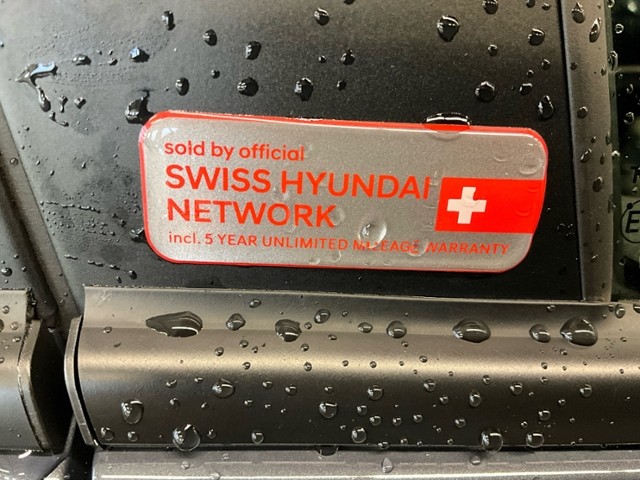 sold by official
SWISS HYUNDAI
NETWORK
incl. 5 YEAR UNLIMITED MILEAGE WARRANTY